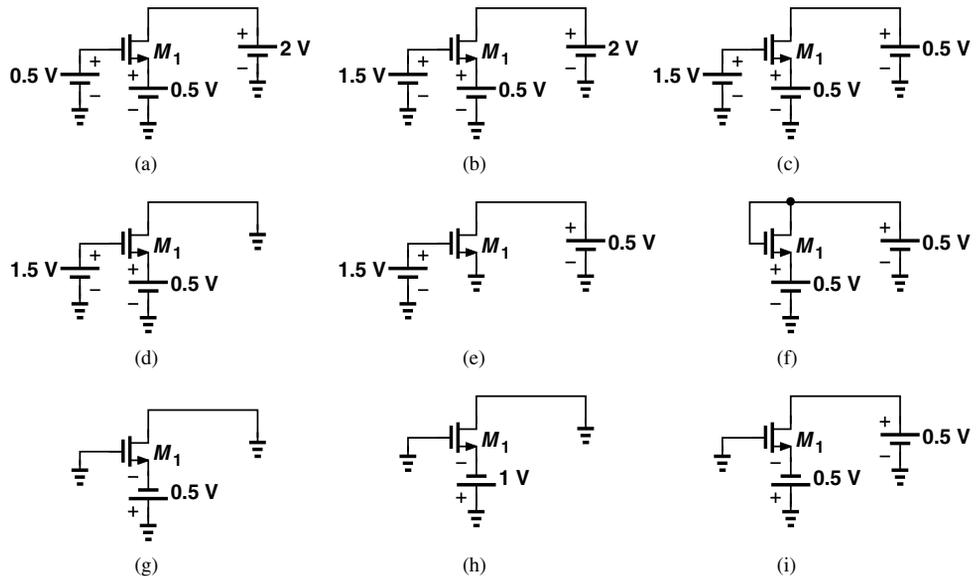 + M1 + 2 V
0.5 V + − + 0.5 V −
−
(a)
+ M1 + 2 V
1.5 V + − + 0.5 V −
−
(b)
+ M1 + 0.5 V
1.5 V + − + 0.5 V −
−
(c)
M1
1.5 V + − + 0.5 V
−
(d)
M1 + 0.5 V
1.5 V + − −
(e)
M1 + 0.5 V
+ 0.5 V −
−
(f)
M1
− 0.5 V
+
(g)
M1
− 1 V
+
(h)
M1 + 0.5 V
− 0.5 V −
+
(i)